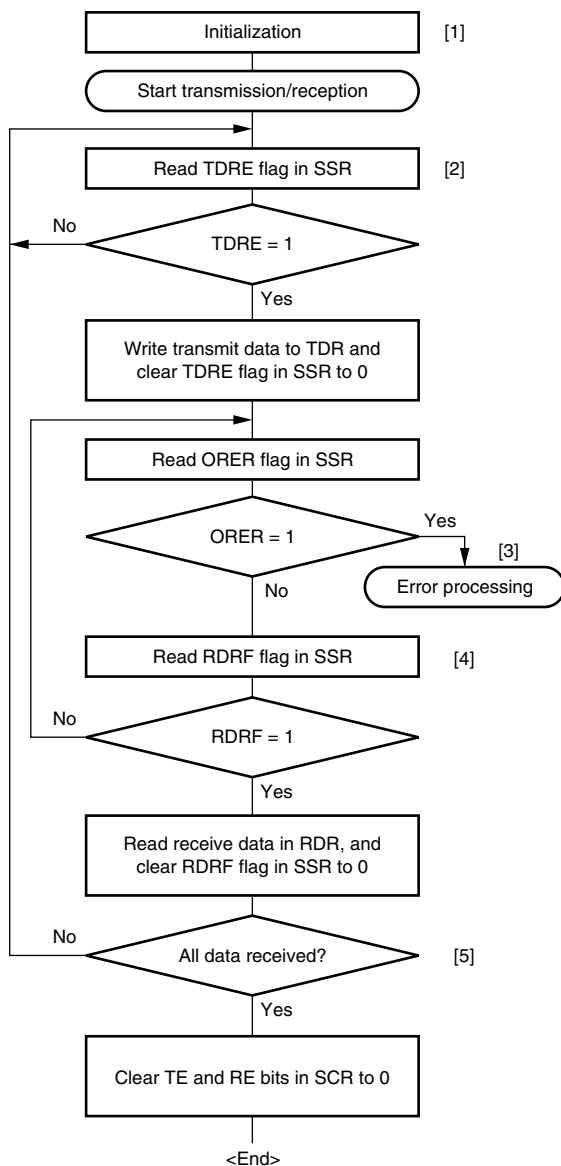 Initialization
[1]
Start transmission/reception
Read TDRE flag in SSR
[2]
No
TDRE = 1
Yes
Write transmit data to TDR and
clear TDRE flag in SSR to 0
Read ORER flag in SSR
ORER = 1
Yes
[3]
Error processing
No
Read RDRF flag in SSR
[4]
No
RDRF = 1
Yes
Read receive data in RDR, and
clear RDRF flag in SSR to 0
No
All data received?
[5]
Yes
Clear TE and RE bits in SCR to 0
<End>